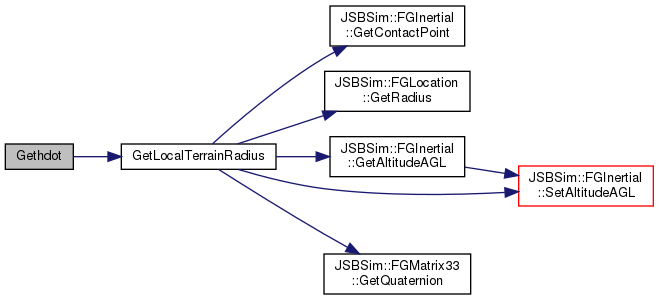 JSBSim::FGInertial
::GetContactPoint
JSBSim::FGLocation
::GetRadius
Gethdot
GetLocalTerrainRadius
JSBSim::FGInertial
::GetAltitudeAGL
JSBSim::FGInertial
::SetAltitudeAGL
JSBSim::FGMatrix33
::GetQuaternion